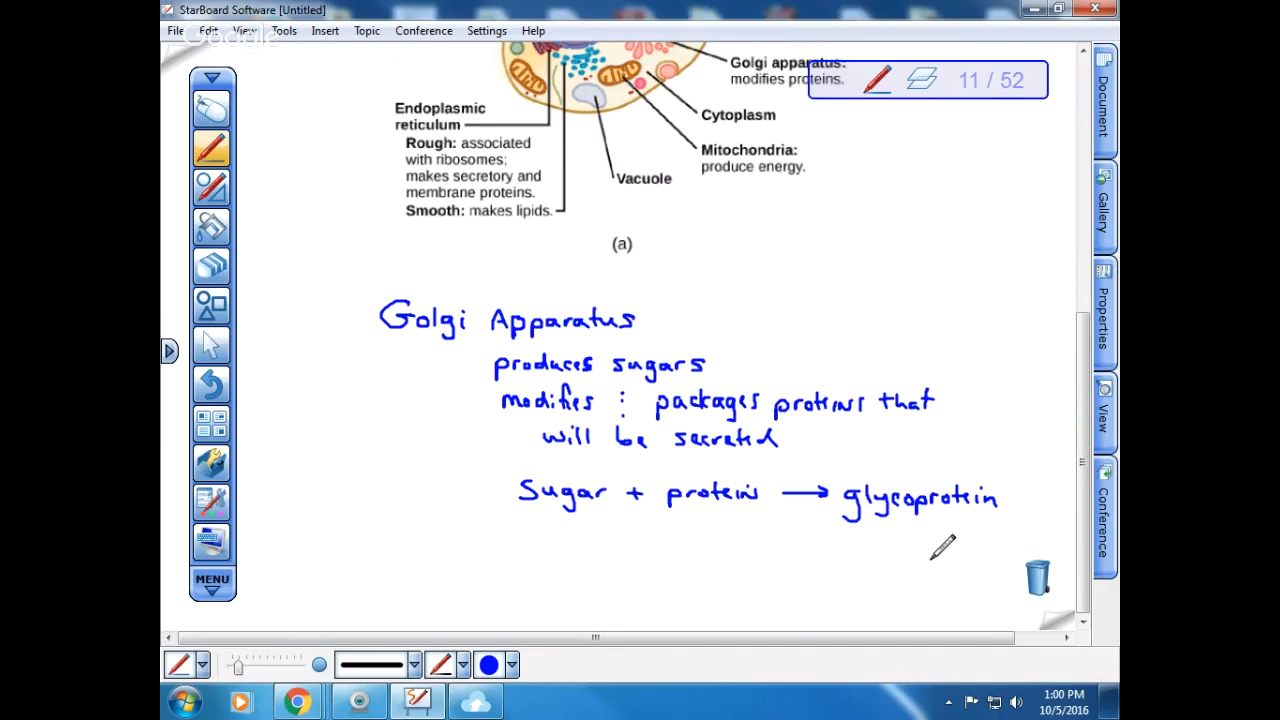 StarBoard Software [Untitled]
File Edit View Tools Insert Topic Conference Settings Help
Google
Golgi apparatus:
modifies proteins.
11 / 52
Endoplasmic
reticulum
Rough: associated
with ribosomes;
makes secretory and
membrane proteins.
Smooth: makes lipids.
Cytoplasm
Mitochondria:
produce energy.
Vacuole
(a)
Golgi Apparatus
produces sugars
modifies : packages proteins that
will be secreted
Sugar + protein → glycoprotein
MENU
Document
Gallery
Properties
View
Conference
1:00 PM
10/5/2016